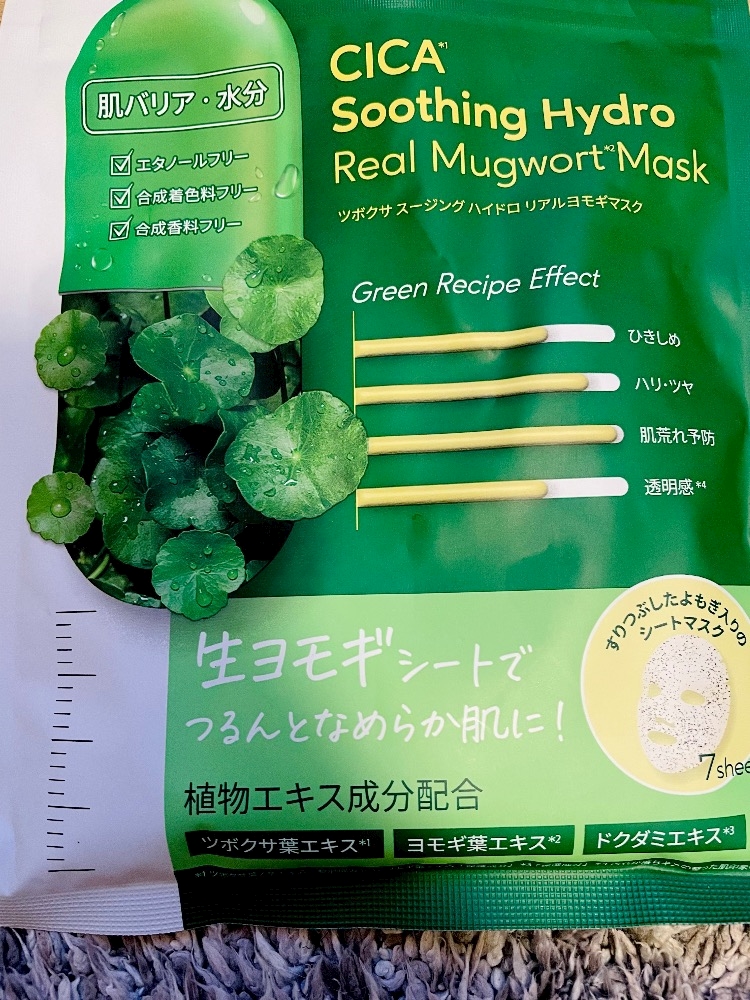 肌バリア・水分
エタノールフリー
合成着色料フリー
合成香料フリー
CICA*1
Soothing Hydro
Real Mugwort*2 Mask
ツボクサ スージング ハイドロ リアルヨモギマスク
Green Recipe Effect
ひきしめ
ハリ・ツヤ
肌荒れ予防
透明感*4
生ヨモギシートで
つるんとなめらか肌に!
すりつぶしたよもぎ入りの
シートマスク
7shee
植物エキス成分配合
ツボクサ葉エキス*1 ヨモギ葉エキス*2 ドクダミエキス*3